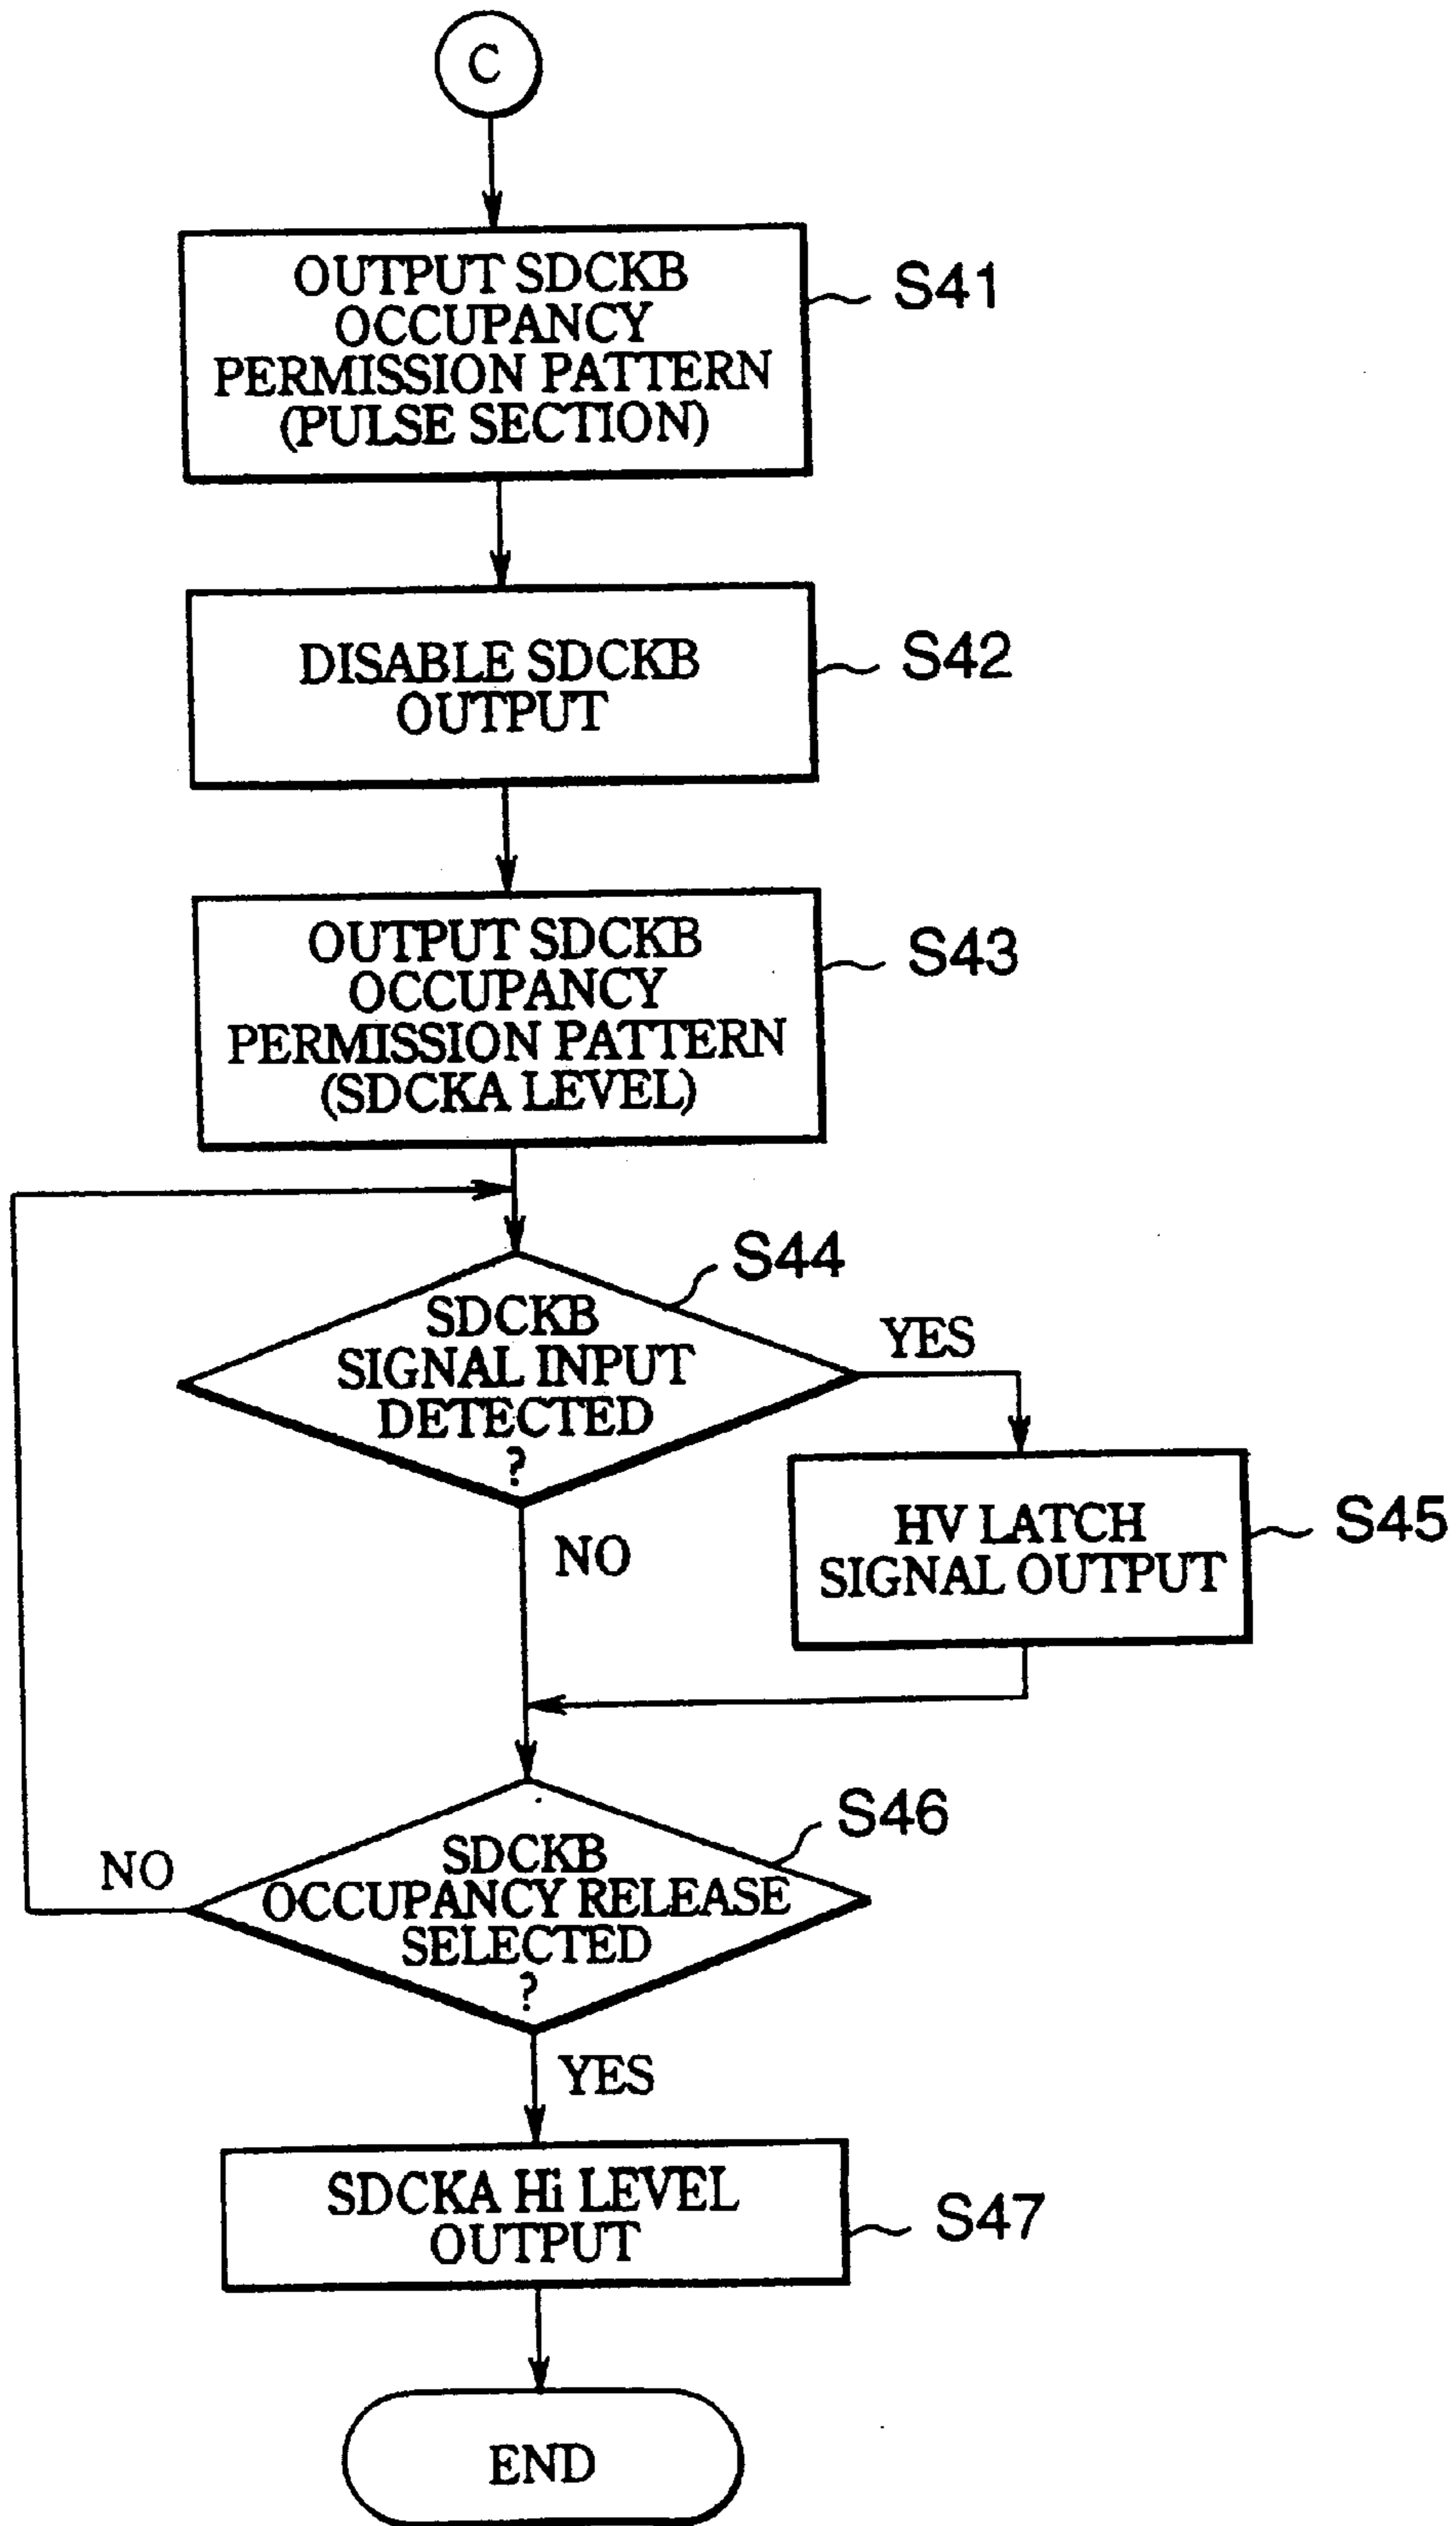 C
OUTPUT SDCKB
OCCUPANCY
PERMISSION PATTERN
(PULSE SECTION)
S41
DISABLE SDCKB
OUTPUT
S42
OUTPUT SDCKB
OCCUPANCY
PERMISSION PATTERN
(SDCKA LEVEL)
S43
S44
SDCKB
SIGNAL INPUT
DETECTED
?
YES
NO
HV LATCH
SIGNAL OUTPUT
S45
S46
SDCKB
OCCUPANCY RELEASE
SELECTED
?
NO
YES
SDCKA Hi LEVEL
OUTPUT
S47
END